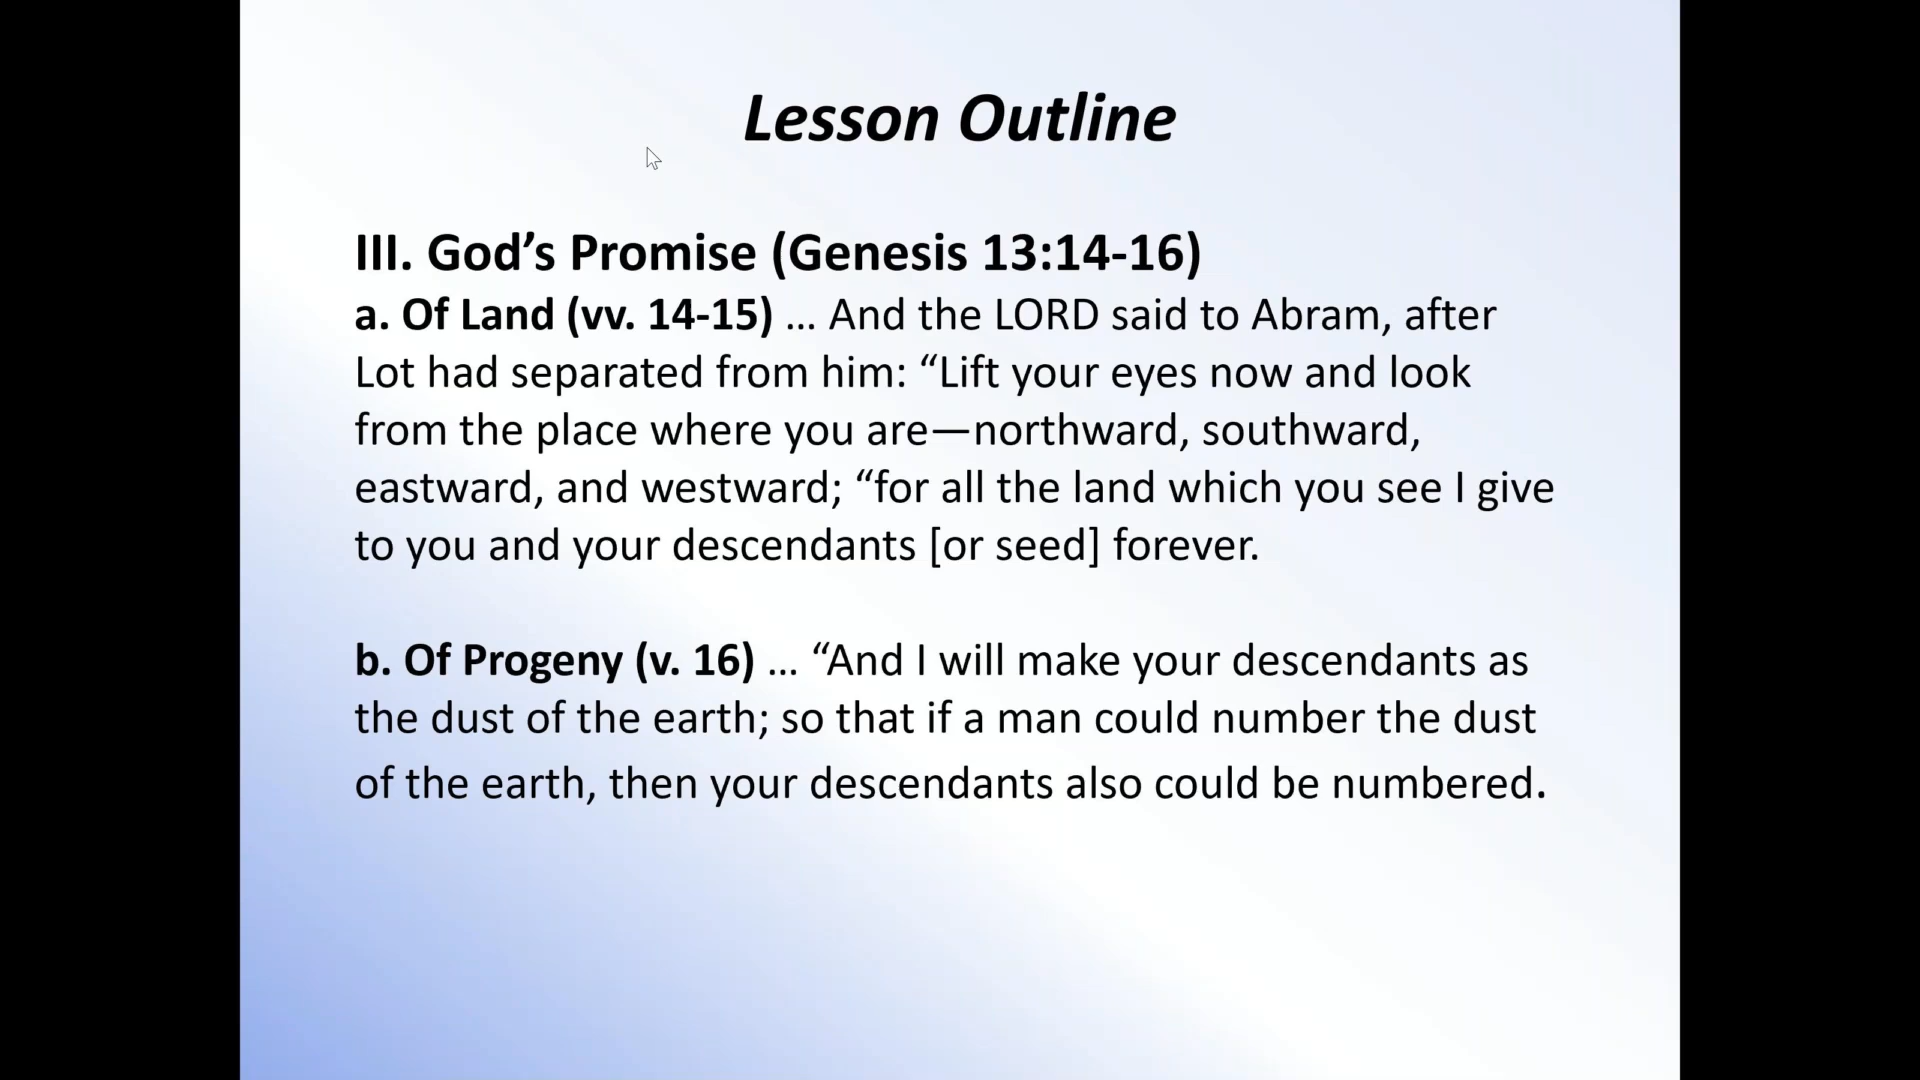 Lesson Outline
III. God’s Promise (Genesis 13:14-16)
a. Of Land (vv. 14-15) … And the LORD said to Abram, after
Lot had separated from him: “Lift your eyes now and look
from the place where you are—northward, southward,
eastward, and westward; “for all the land which you see I give
to you and your descendants [or seed] forever.
b. Of Progeny (v. 16) … “And I will make your descendants as
the dust of the earth; so that if a man could number the dust
of the earth, then your descendants also could be numbered.